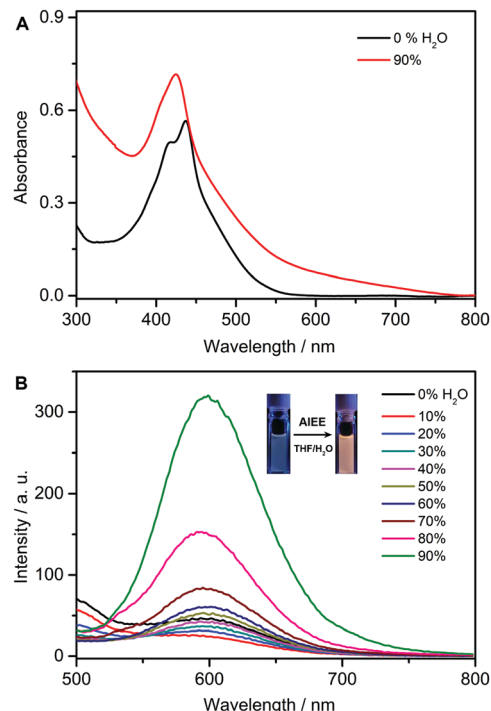 A
0 % H₂O
90%
Absorbance
0.9
0.6
0.3
0.0
300 400 500 600 700 800
Wavelength / nm
B
0% H₂O
10%
20%
30%
40%
50%
60%
70%
80%
90%
AIEE
THF/H₂O
Intensity / a. u.
300
200
100
0
500 600 700 800
Wavelength / nm